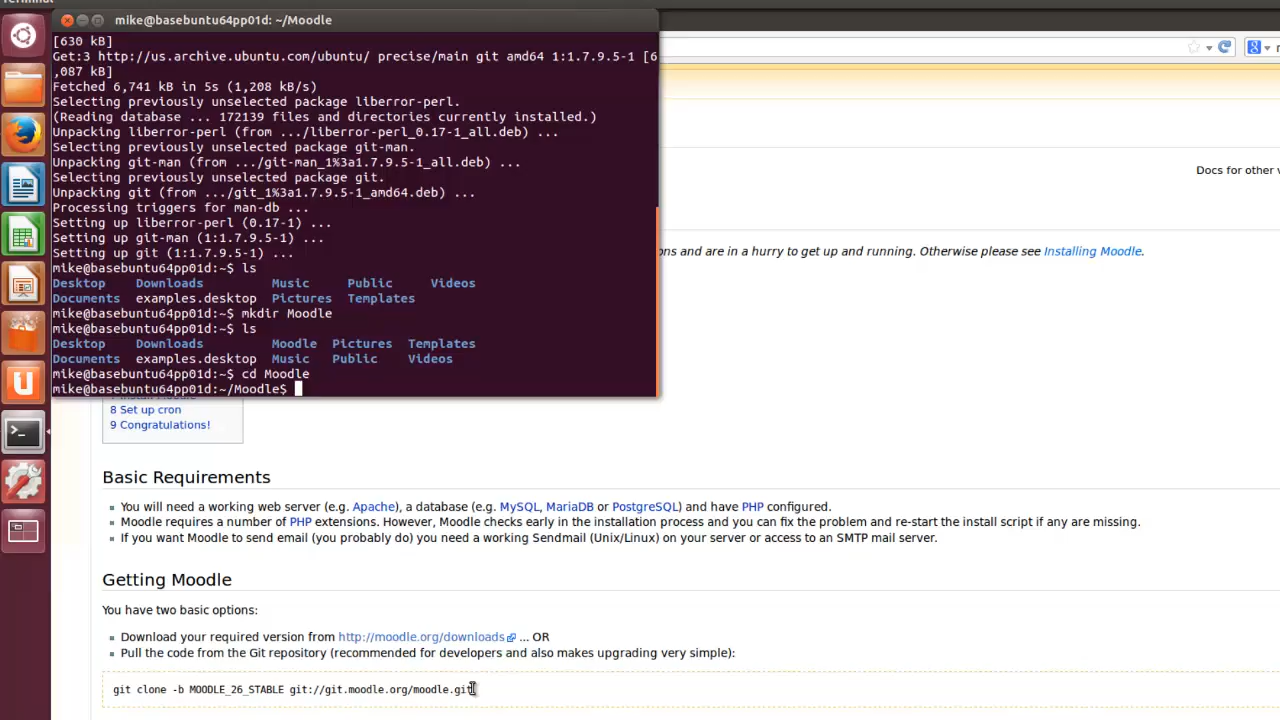 mike@basebuntu64pp01d: ~/Moodle
[630 kB]
Get:3 http://us.archive.ubuntu.com/ubuntu/ precise/main git amd64 1:1.7.9.5-1 [6
,087 kB]
Fetched 6,741 kB in 5s (1,208 kB/s)
Selecting previously unselected package liberror-perl.
(Reading database ... 172139 files and directories currently installed.)
Unpacking liberror-perl (from .../liberror-perl_0.17-1_all.deb) ...
Selecting previously unselected package git-man.
Unpacking git-man (from .../git-man_1%3a1.7.9.5-1_all.deb) ...
Selecting previously unselected package git.
Unpacking git (from .../git_1%3a1.7.9.5-1_amd64.deb) ...
Processing triggers for man-db ...
Setting up liberror-perl (0.17-1) ...
Setting up git-man (1:1.7.9.5-1) ...
Setting up git (1:1.7.9.5-1) ...
mike@basebuntu64pp01d:~$ ls
Desktop Downloads Music Public Videos
Documents examples.desktop Pictures Templates
mike@basebuntu64pp01d:~$ mkdir Moodle
mike@basebuntu64pp01d:~$ ls
Desktop Downloads Moodle Pictures Templates
Documents examples.desktop Music Public Videos
mike@basebuntu64pp01d:~$ cd Moodle
mike@basebuntu64pp01d:~/Moodle$
Docs for other
ons and are in a hurry to get up and running. Otherwise please see Installing Moodle.
8 Set up cron
9 Congratulations!
Basic Requirements
You will need a working web server (e.g. Apache), a database (e.g. MySQL, MariaDB or PostgreSQL) and have PHP configured.
Moodle requires a number of PHP extensions. However, Moodle checks early in the installation process and you can fix the problem and re-start the install script if any are missing.
If you want Moodle to send email (you probably do) you need a working Sendmail (Unix/Linux) on your server or access to an SMTP mail server.
Getting Moodle
You have two basic options:
Download your required version from http://moodle.org/downloads ... OR
Pull the code from the Git repository (recommended for developers and also makes upgrading very simple):
git clone -b MOODLE_26_STABLE git://git.moodle.org/moodle.git